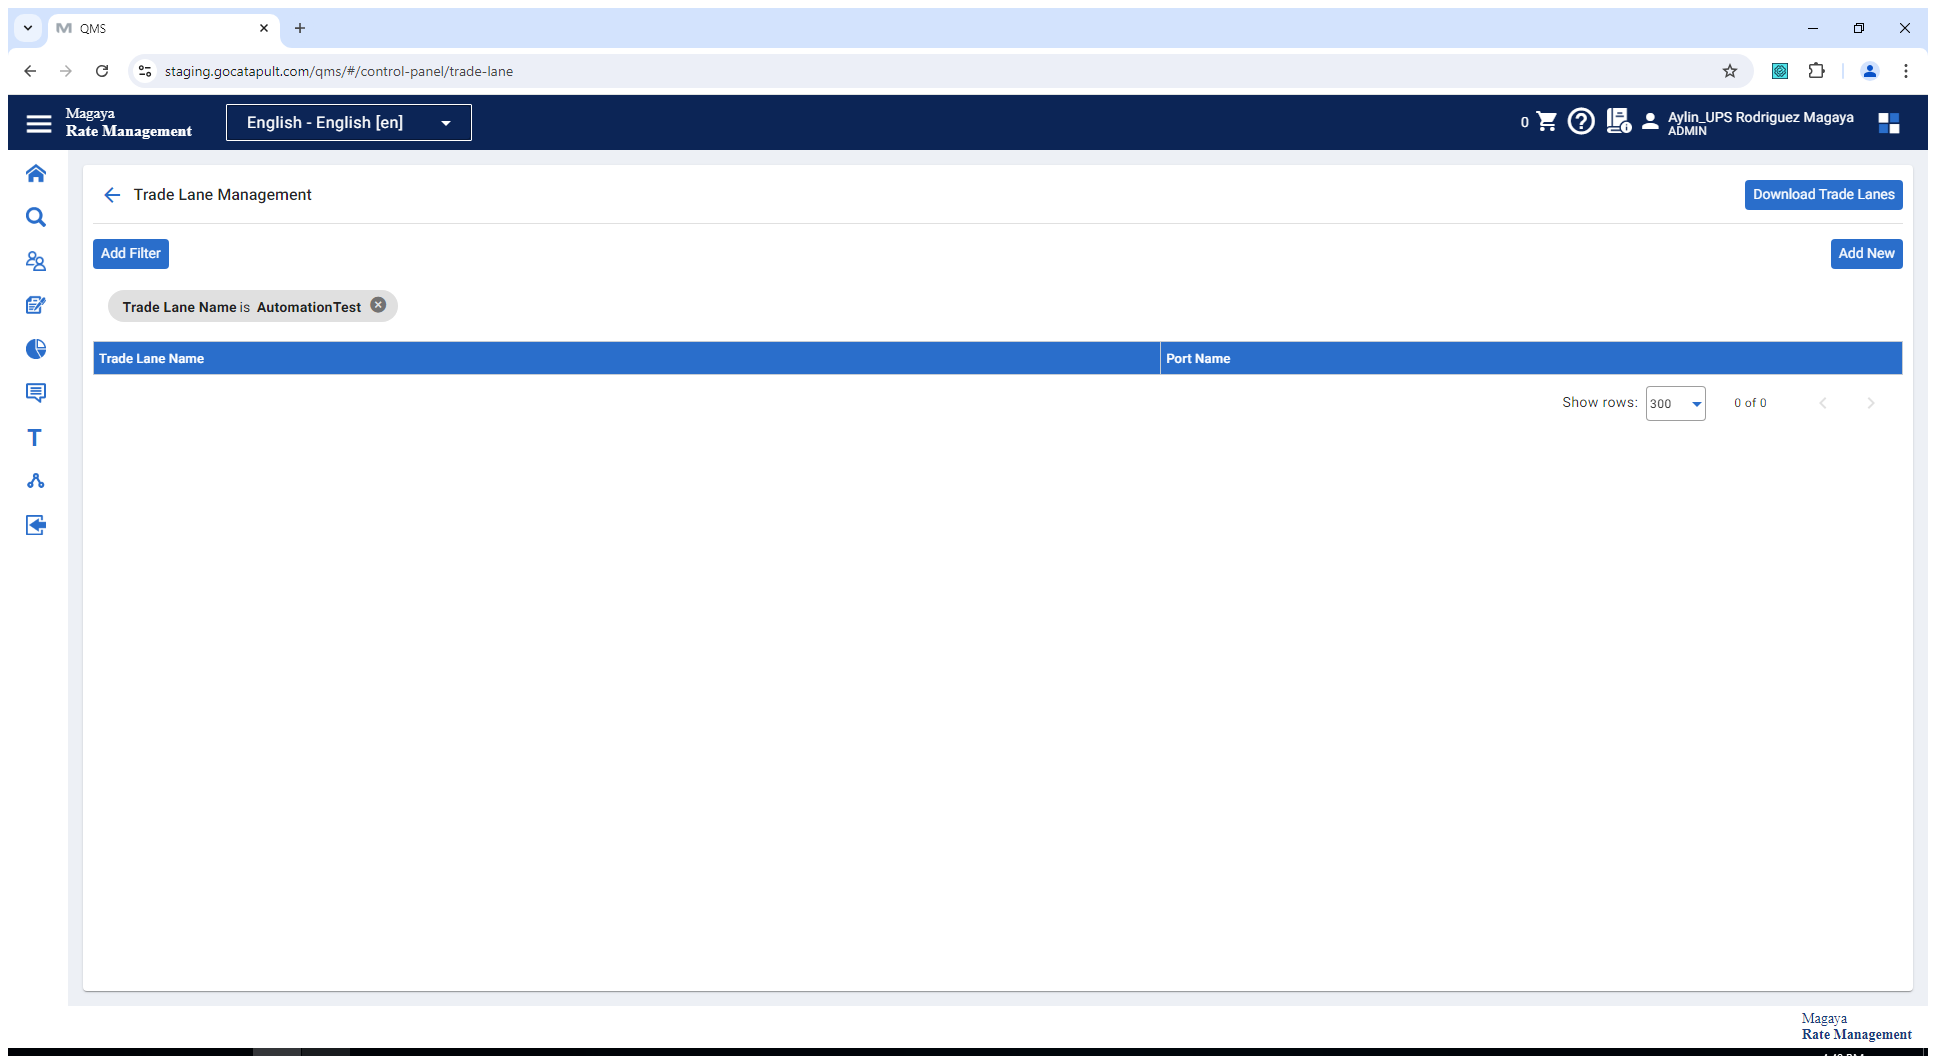 QMS
staging.gocatapult.com/qms/#/control-panel/trade-lane
Magaya
Rate Management
English - English [en]
0
Aylin_UPS Rodriguez Magaya
ADMIN
Trade Lane Management
Download Trade Lanes
Add Filter
Add New
Trade Lane Name is AutomationTest
Trade Lane Name
Port Name
Show rows: 300
0 of 0
T
Magaya
Rate Management